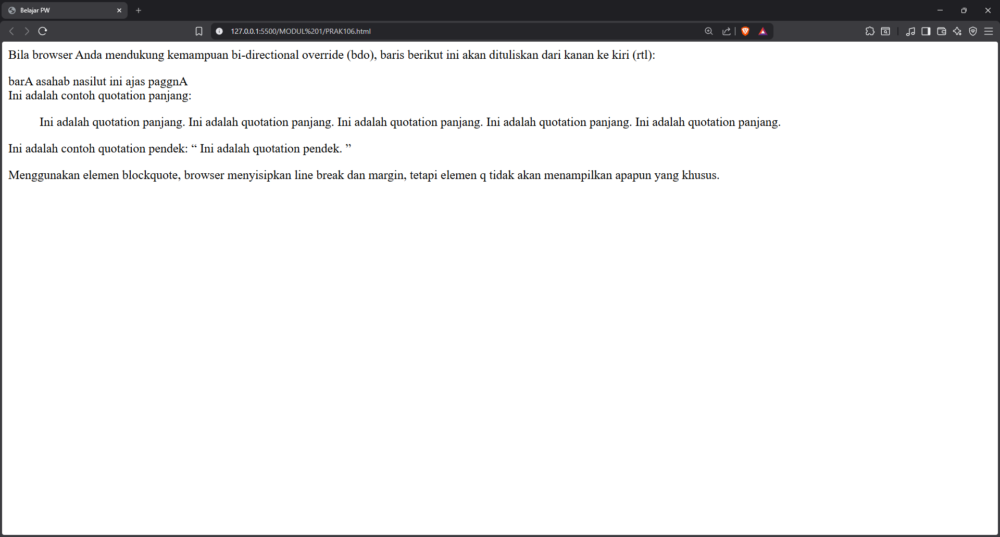 Belajar PW
127.0.0.1:5500/MODUL%201/PRAK106.html
Bila browser Anda mendukung kemampuan bi-directional override (bdo), baris berikut ini akan dituliskan dari kanan ke kiri (rtl):
barA asahab nasilut ini ajas paggnA
Ini adalah contoh quotation panjang:
Ini adalah quotation panjang. Ini adalah quotation panjang. Ini adalah quotation panjang. Ini adalah quotation panjang. Ini adalah quotation panjang.
Ini adalah contoh quotation pendek: “ Ini adalah quotation pendek. ”
Menggunakan elemen blockquote, browser menyisipkan line break dan margin, tetapi elemen q tidak akan menampilkan apapun yang khusus.